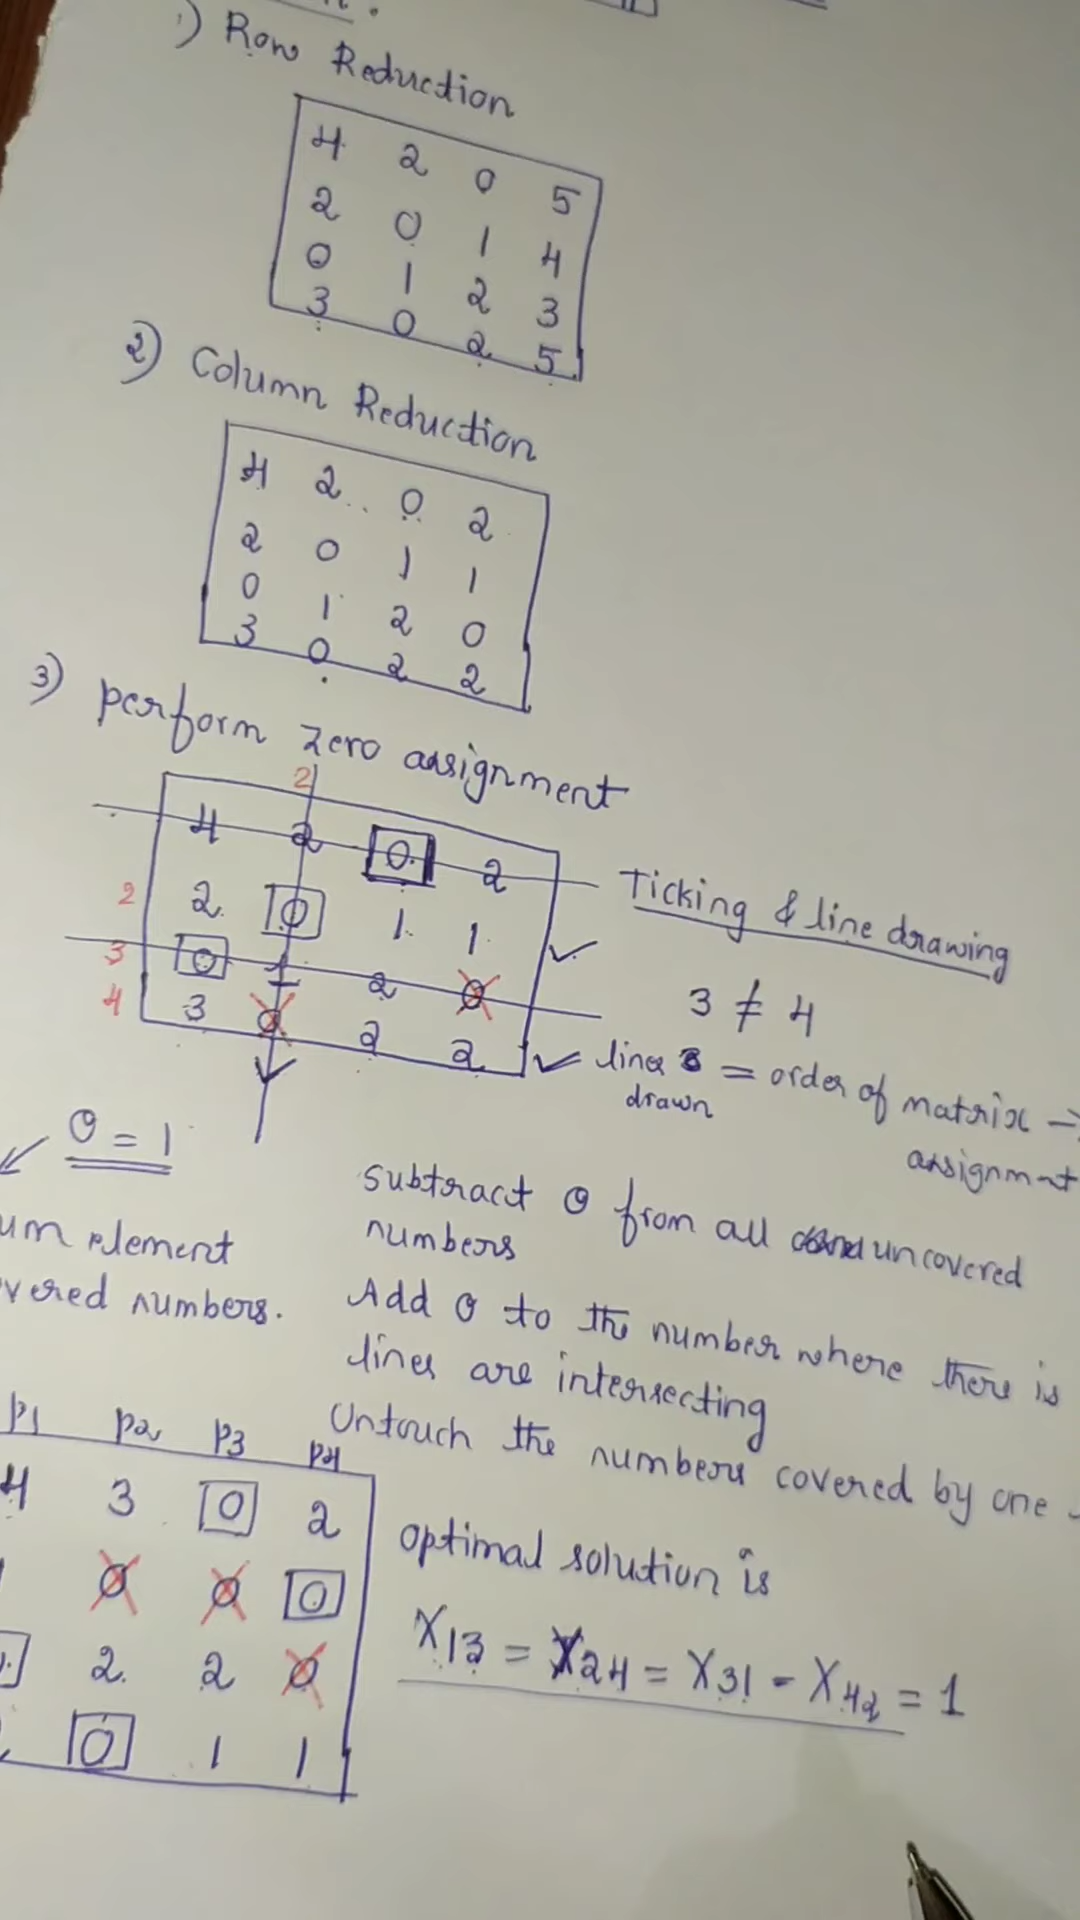 1) Row Reduction
4 2 0 5
2 0 1 4
0 1 2 3
3 0 2 5
2) Column Reduction
4 2 0 2
2 0 1 1
0 1 2 0
3 0 2 2
3) perform zero assignment
2
4 2 0 2
2 2 0 1 1 ✓
3 0 1 2 0
4 3 0 2 2 ✓
Ticking & line drawing
3 ≠ 4
lines = order of matrix →
drawn
assignmnt
θ = 1
um element
vered numbers.
subtract θ from all uncovered
numbers
Add θ to the number where there is
lines are intersecting
Untouch the numbers covered by one
P1 P2 P3 P4
4 3 0 2
0 0 0
2 2 0
0 1 1
optimal solution is
X13 = X24 = X31 - X42 = 1